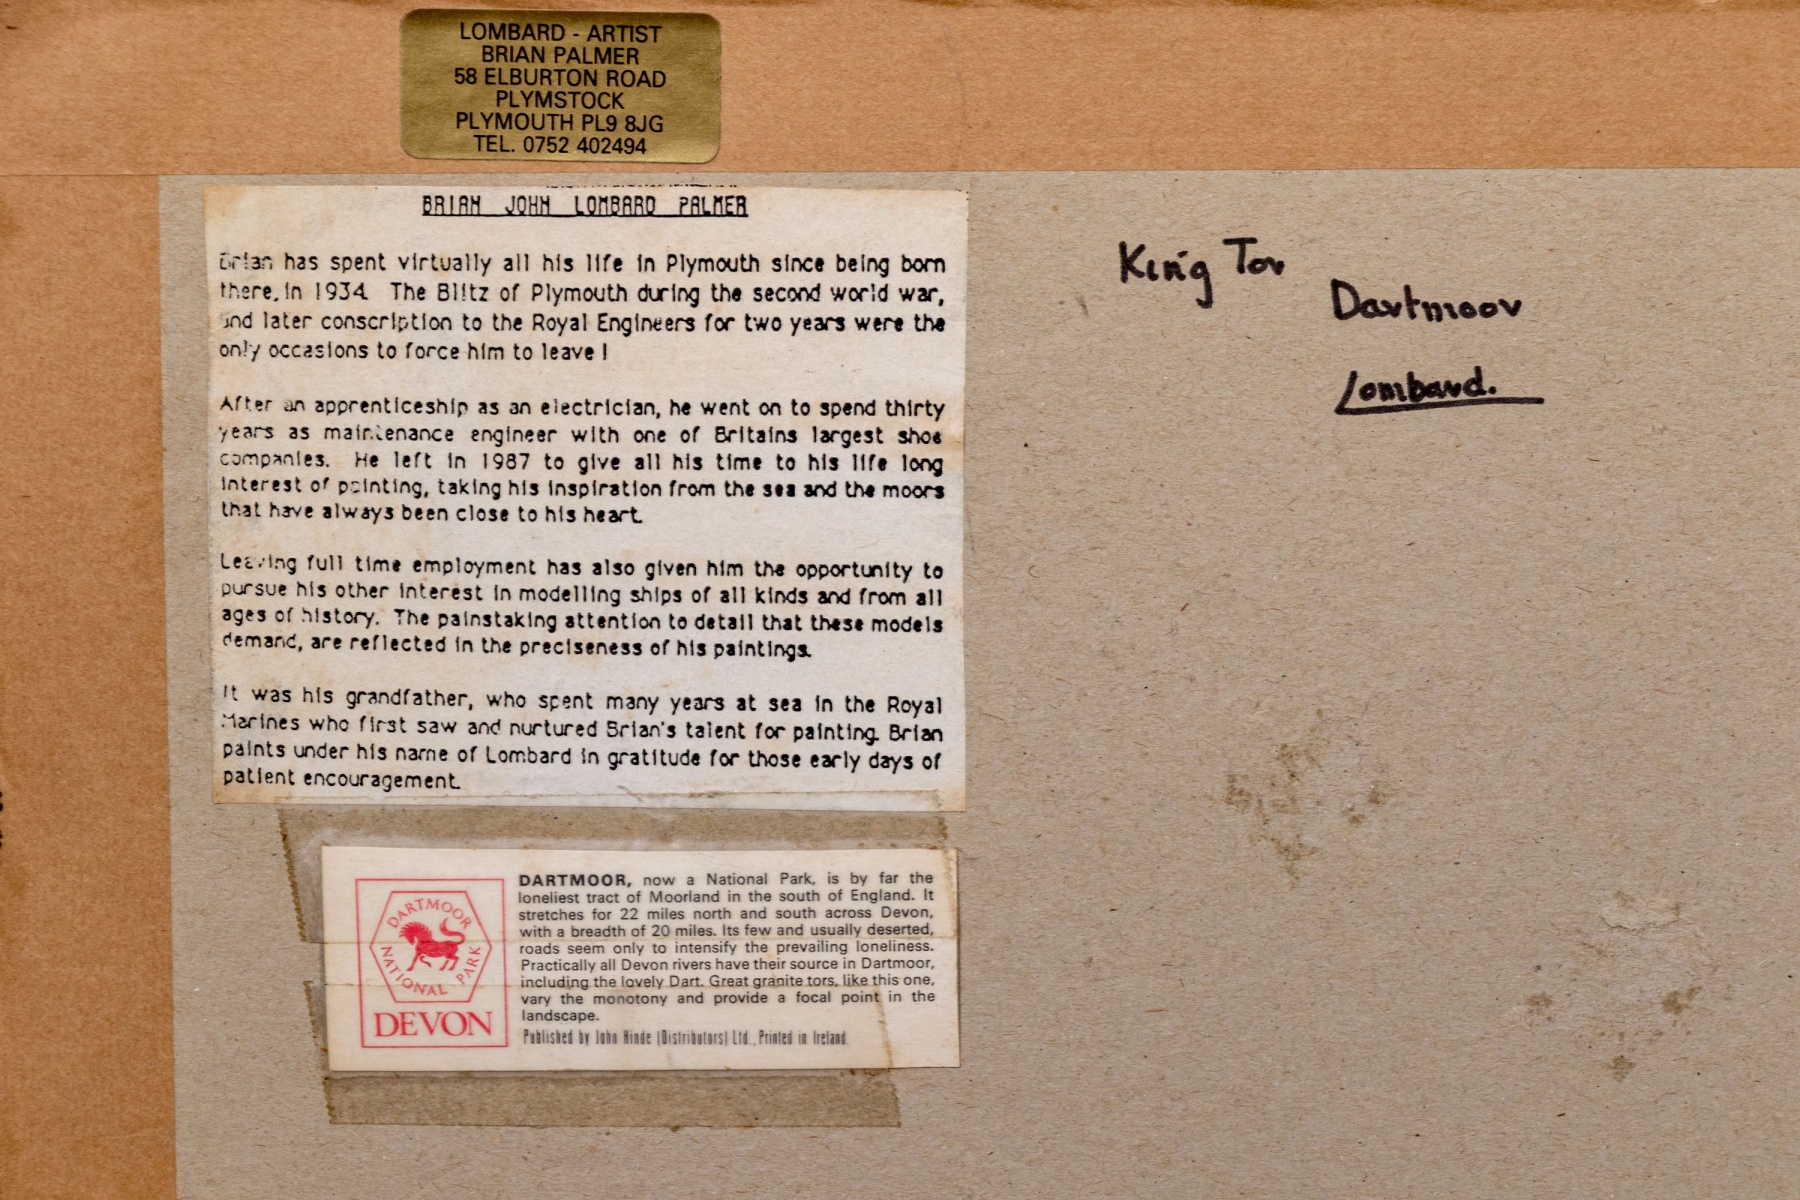 LOMBARD - ARTIST
BRIAN PALMER
58 ELBURTON ROAD
PLYMSTOCK
PLYMOUTH PL9 8JG
TEL. 0752 402494
BRIAN JOHN LOMBARD PALMER
Brian has spent virtually all his life in Plymouth since being born
there, in 1934. The Blitz of Plymouth during the second world war,
and later conscription to the Royal Engineers for two years were the
only occasions to force him to leave !
After an apprenticeship as an electrician, he went on to spend thirty
years as maintenance engineer with one of Britains largest shoe
companies. He left in 1987 to give all his time to his life long
interest of painting, taking his inspiration from the sea and the moors
that have always been close to his heart.
Leaving full time employment has also given him the opportunity to
pursue his other interest in modelling ships of all kinds and from all
ages of history. The painstaking attention to detail that these models
demand, are reflected in the preciseness of his paintings.
It was his grandfather, who spent many years at sea in the Royal
Marines who first saw and nurtured Brian's talent for painting. Brian
paints under his name of Lombard in gratitude for those early days of
patient encouragement.
King Tor
Dartmoor
Lombard.
DARTMOOR
NATIONAL PARK
DEVON
DARTMOOR, now a National Park, is by far the
loneliest tract of Moorland in the south of England. It
stretches for 22 miles north and south across Devon,
with a breadth of 20 miles. Its few and usually deserted,
roads seem only to intensify the prevailing loneliness.
Practically all Devon rivers have their source in Dartmoor,
including the lovely Dart. Great granite tors, like this one,
vary the monotony and provide a focal point in the
landscape.
Published by John Hinde (Distributors) Ltd., Printed in Ireland.